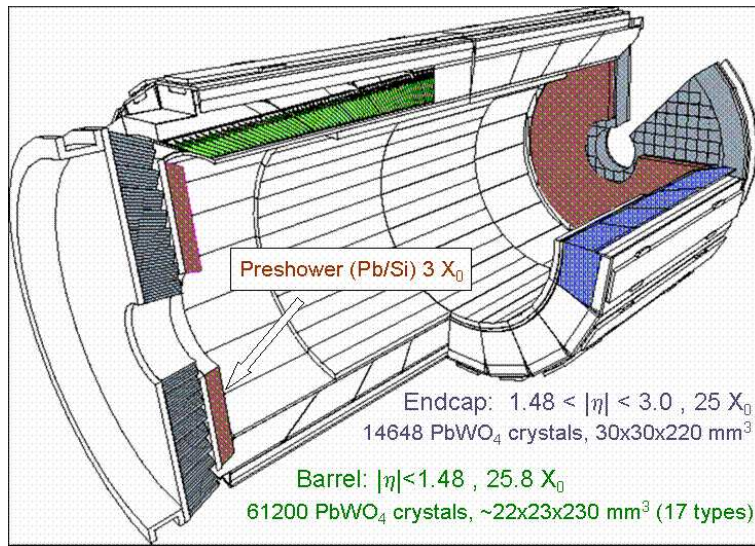 Preshower (Pb/Si) 3 X₀
Endcap: 1.48 < |η| < 3.0 , 25 X₀
14648 PbWO₄ crystals, 30x30x220 mm³
Barrel: |η|<1.48 , 25.8 X₀
61200 PbWO₄ crystals, ~22x23x230 mm³ (17 types)